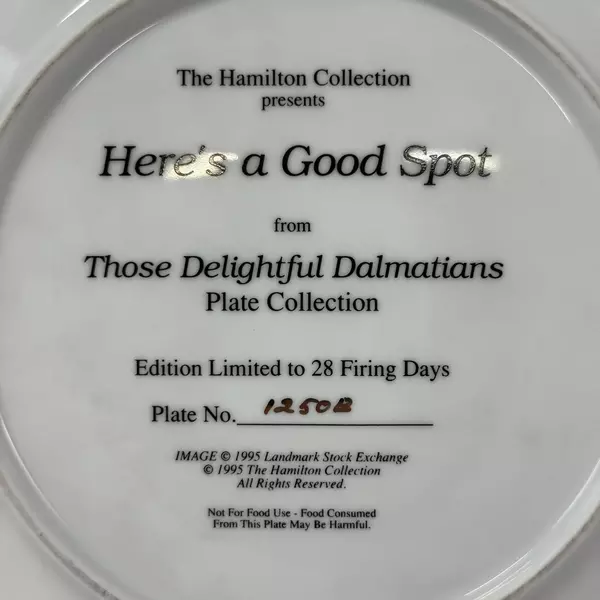 The Hamilton Collection
presents
Here's a Good Spot
from
Those Delightful Dalmatians
Plate Collection
Edition Limited to 28 Firing Days
Plate No. 1250B
IMAGE © 1995 Landmark Stock Exchange
© 1995 The Hamilton Collection
All Rights Reserved.
Not For Food Use - Food Consumed
From This Plate May Be Harmful.